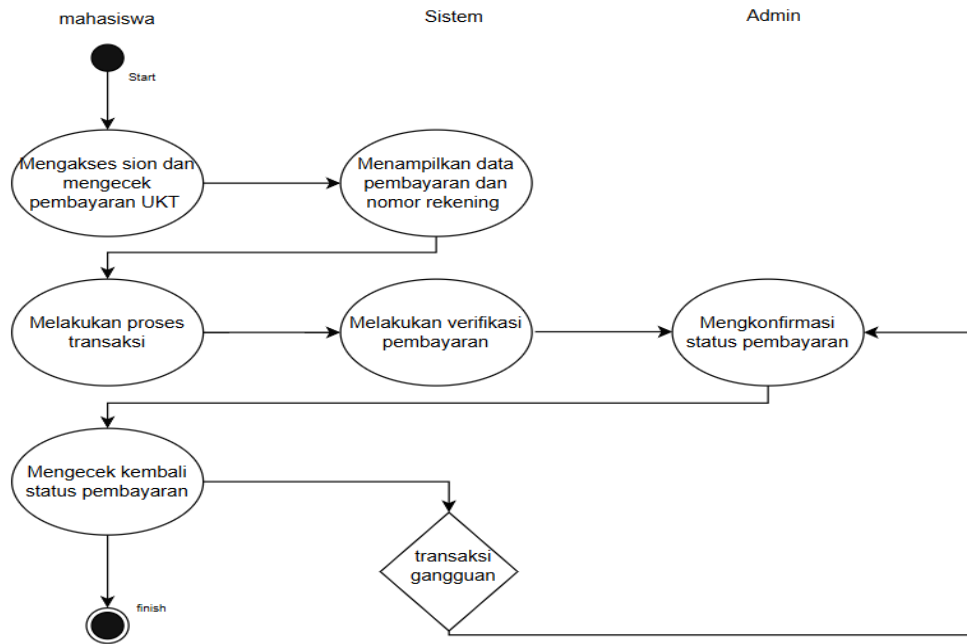 mahasiswa
Sistem
Admin
Start
Mengakses sion dan
mengecek
pembayaran UKT
Menampilkan data
pembayaran dan
nomor rekening
Melakukan proses
transaksi
Melakukan verifikasi
pembayaran
Mengkonfirmasi
status pembayaran
Mengecek kembali
status pembayaran
transaksi
gangguan
finish